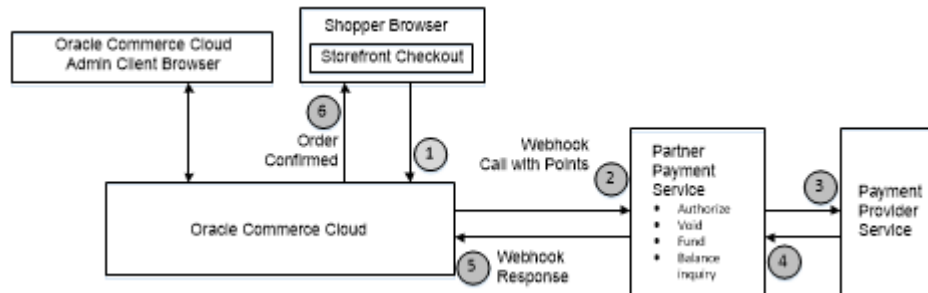 Oracle Commerce Cloud
Admin Client Browser
Shopper Browser
Storefront Checkout
6
Order
Confirmed
1
Webhook
Call with Points
2
Partner
Payment
Service
• Authorize
• Void
• Fund
• Balance
inquiry
3
Payment
Provider
Service
Oracle Commerce Cloud
5
Webhook
Response
4